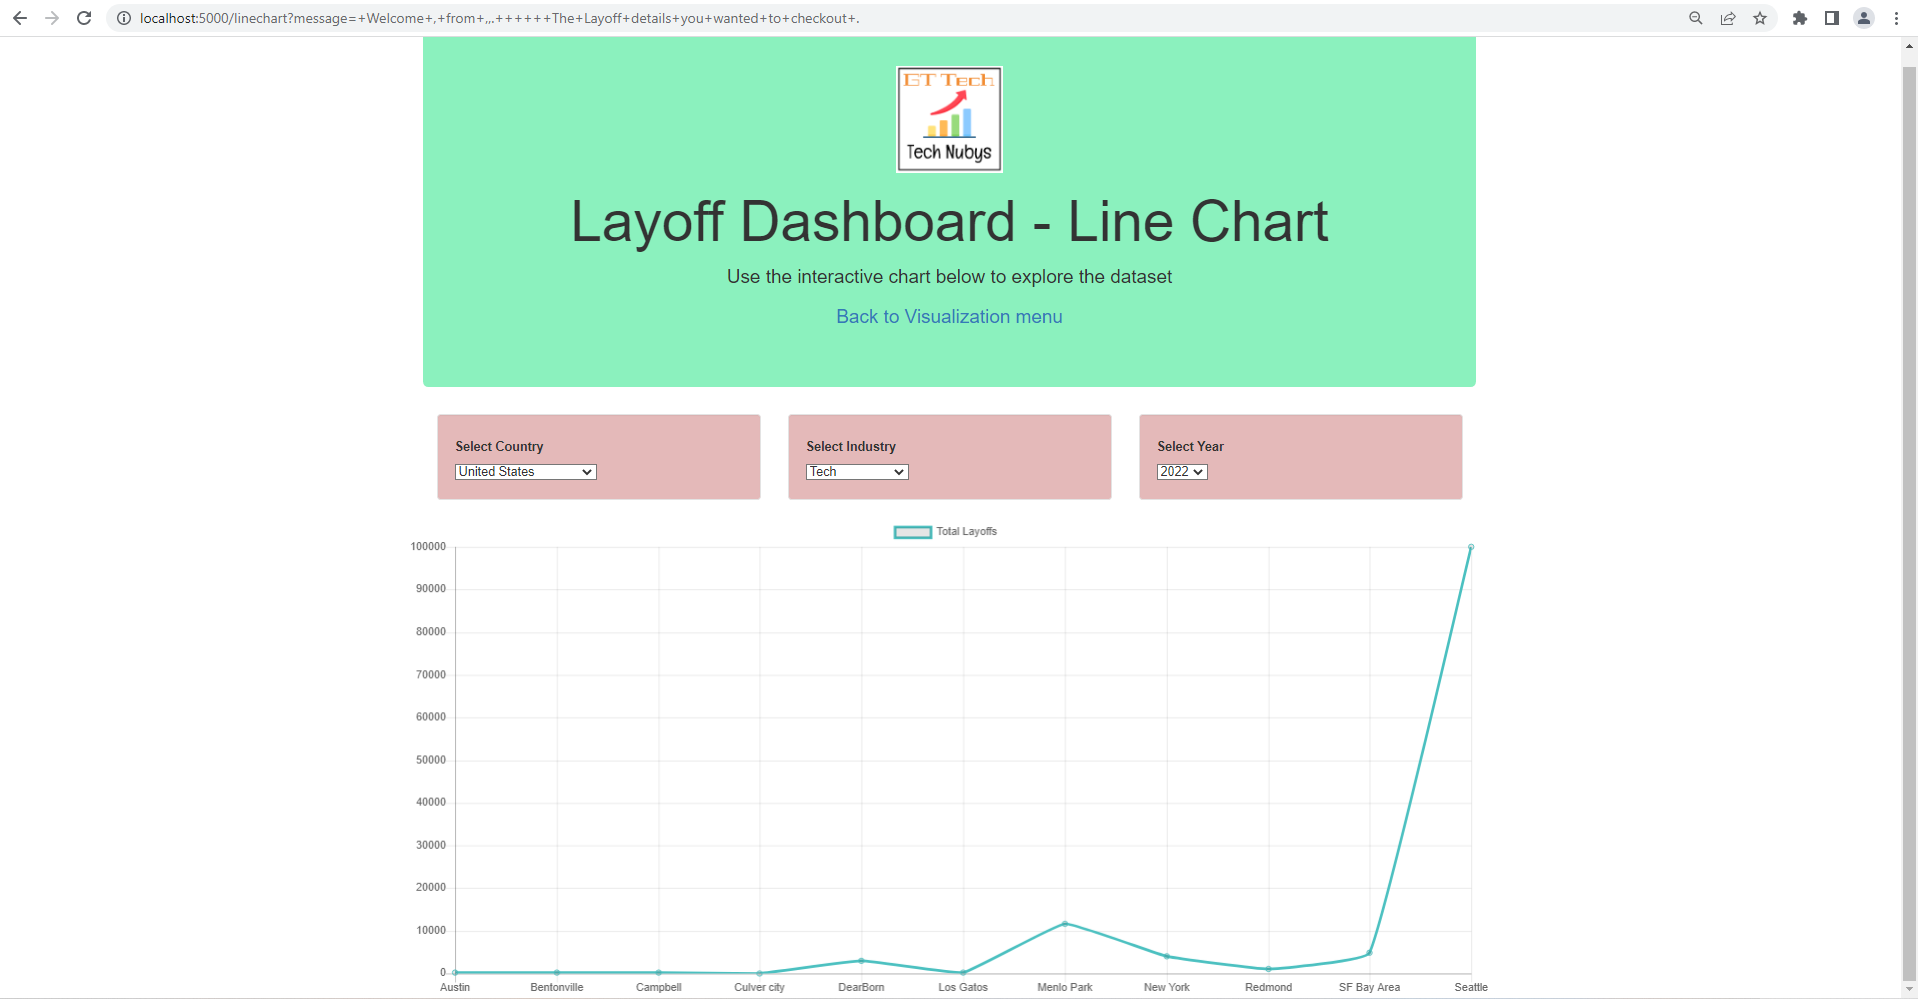 localhost:5000/linechart?message=+Welcome+,+from+,,.++++++The+Layoff+details+you+wanted+to+checkout+.
GT Tech
Tech Nubys
Layoff Dashboard - Line Chart
Use the interactive chart below to explore the dataset
Back to Visualization menu
Select Country
United States
Select Industry
Tech
Select Year
2022
Total Layoffs
100000
90000
80000
70000
60000
50000
40000
30000
20000
10000
0
Austin Bentonville Campbell Culver city DearBorn Los Gatos Menlo Park New York Redmond SF Bay Area Seattle